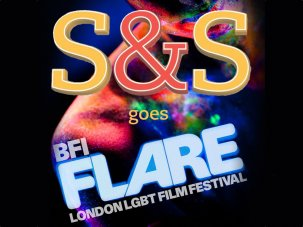 S&S
goes
BFI
FLARE
LONDON LGBT FILM FESTIVAL